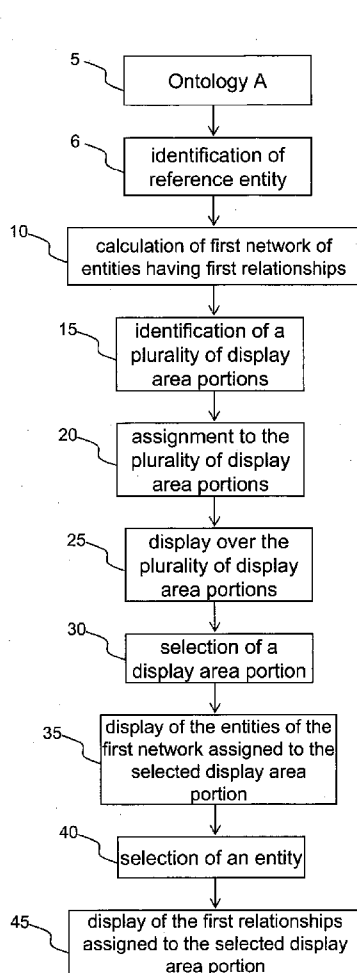 5
Ontology A
6
identification of
reference entity
10
calculation of first network of
entities having first relationships
15
identification of a
plurality of display
area portions
20
assignment to the
plurality of display
area portions
25
display over the
plurality of display
area portions
30
selection of a
display area portion
35
display of the entities of the
first network assigned to the
selected display area
portion
40
selection of an entity
45
display of the first relationships
assigned to the selected display
area portion